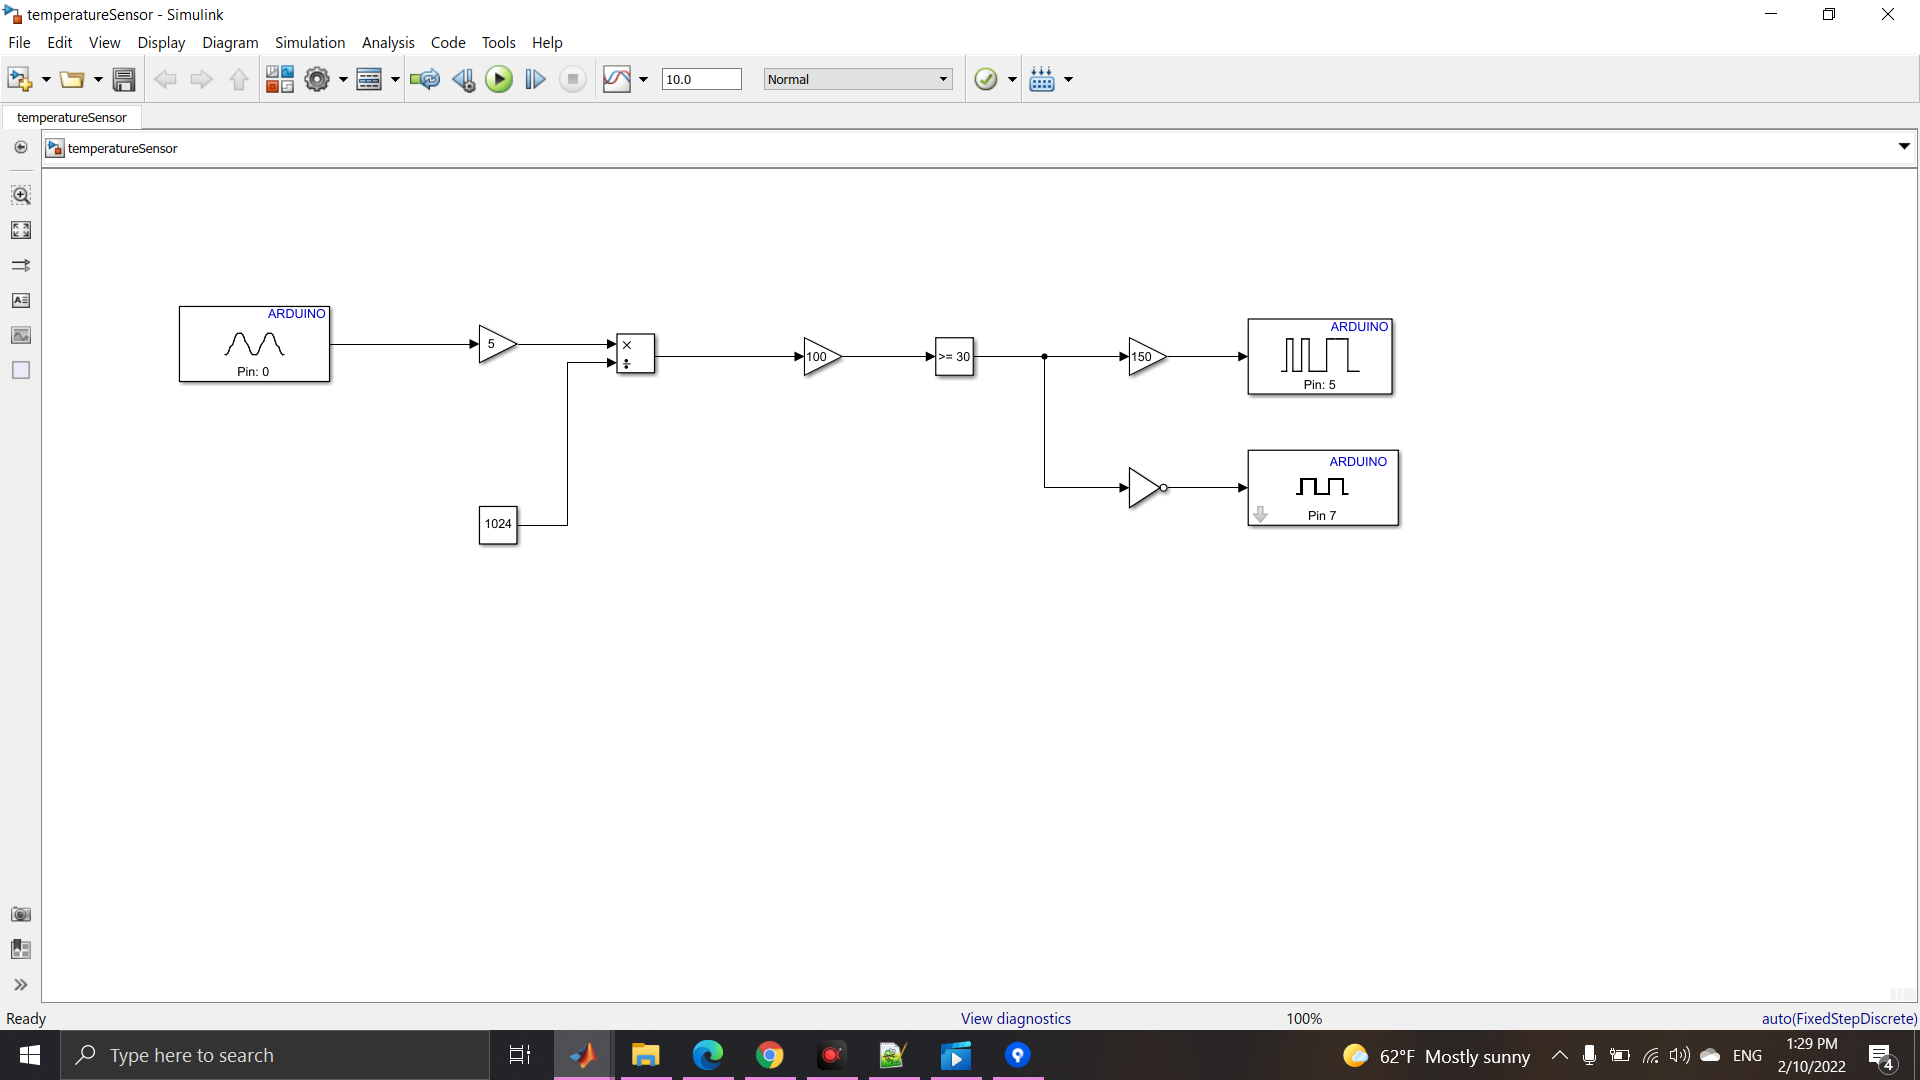 temperatureSensor - Simulink
File Edit View Display Diagram Simulation Analysis Code Tools Help
10.0 Normal
temperatureSensor
temperatureSensor
ARDUINO
Pin: 0
5
×
÷
1024
100
>= 30
150
ARDUINO
Pin: 5
ARDUINO
Pin 7
Ready View diagnostics 100% auto(FixedStepDiscrete)
Type here to search
62°F Mostly sunny
ENG
1:29 PM
2/10/2022
4